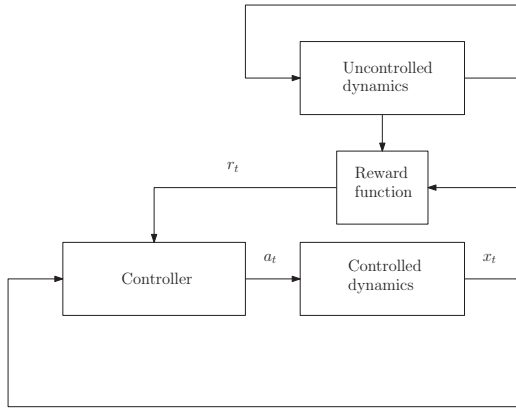 Uncontrolled
dynamics
Reward
function
r_t
Controller
a_t
Controlled
dynamics
x_t